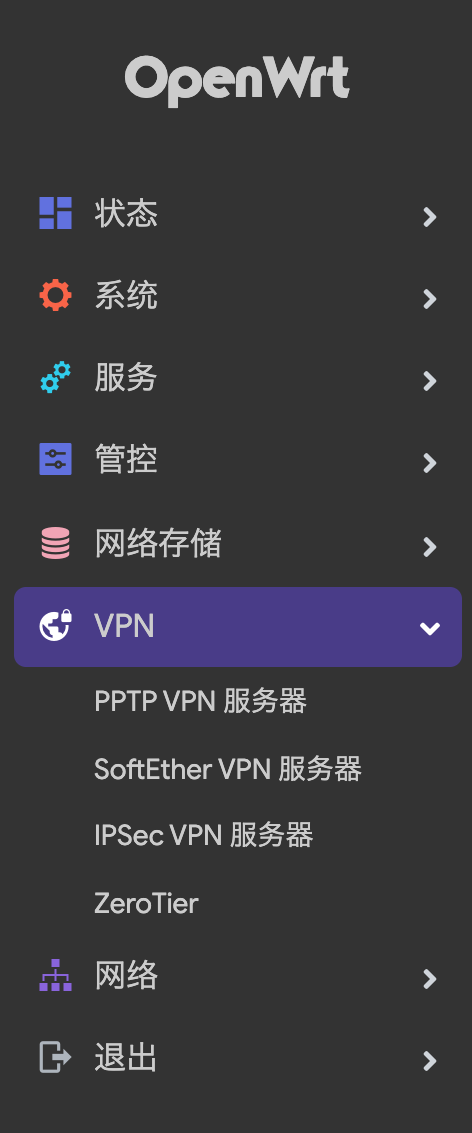 OpenWrt
状态
系统
服务
管控
网络存储
VPN
PPTP VPN 服务器
SoftEther VPN 服务器
IPSec VPN 服务器
ZeroTier
网络
退出